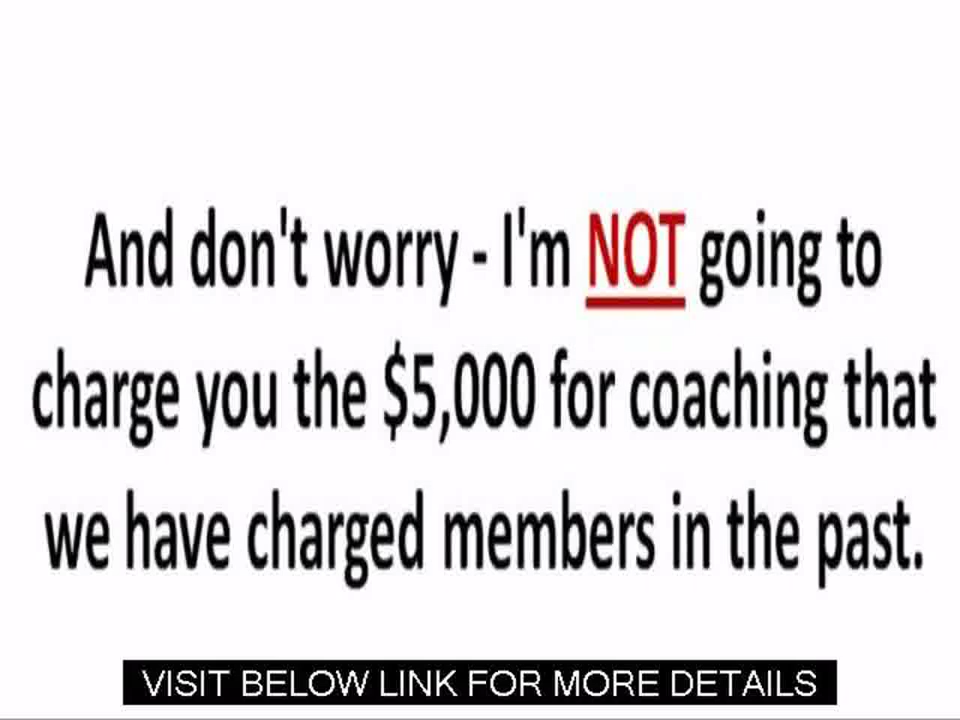 And don't worry - I'm NOT going to
charge you the $5,000 for coaching that
we have charged members in the past.
VISIT BELOW LINK FOR MORE DETAILS